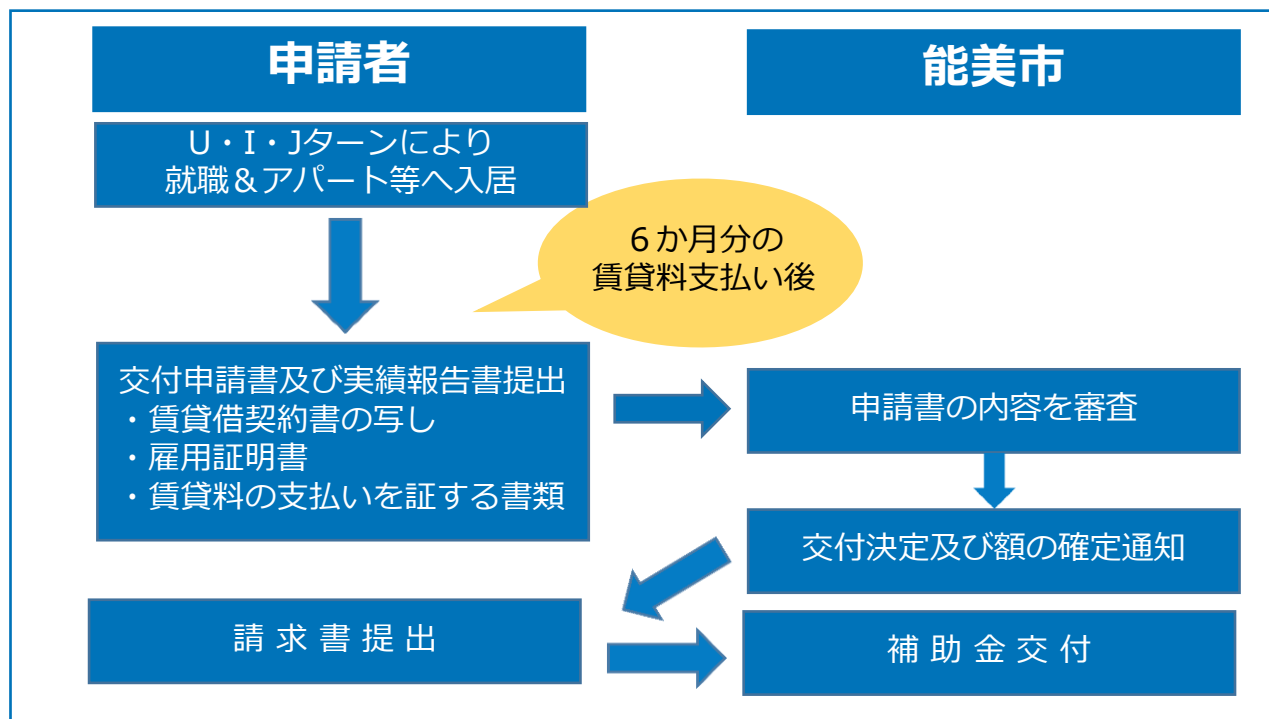 申請者
能美市
U・I・Jターンにより
就職＆アパート等へ入居
６か月分の
賃貸料支払い後
交付申請書及び実績報告書提出
・賃貸借契約書の写し
・雇用証明書
・賃貸料の支払いを証する書類
申請書の内容を審査
交付決定及び額の確定通知
請 求 書 提 出
補 助 金 交 付